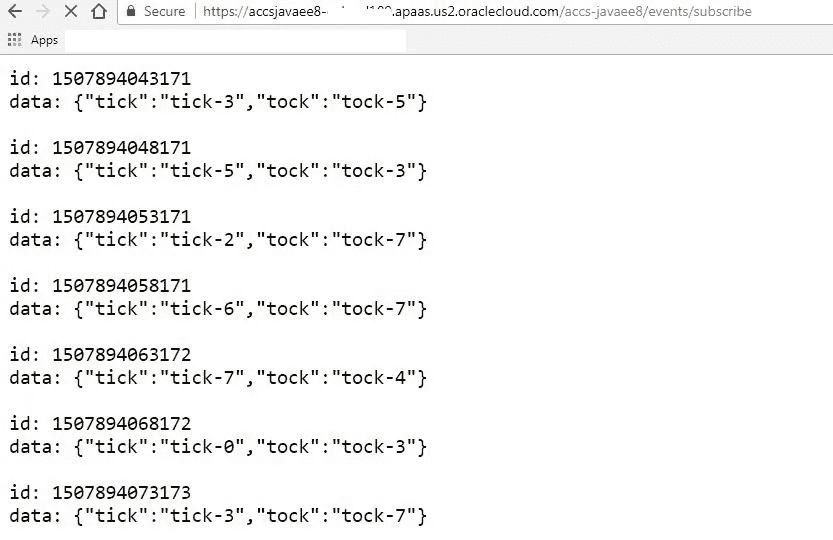 Secure https://accsjavaee8- .apaas.us2.oraclecloud.com/accs-javaee8/events/subscribe
Apps
id: 1507894043171
data: {"tick":"tick-3","tock":"tock-5"}
id: 1507894048171
data: {"tick":"tick-5","tock":"tock-3"}
id: 1507894053171
data: {"tick":"tick-2","tock":"tock-7"}
id: 1507894058171
data: {"tick":"tick-6","tock":"tock-7"}
id: 1507894063172
data: {"tick":"tick-7","tock":"tock-4"}
id: 1507894068172
data: {"tick":"tick-0","tock":"tock-3"}
id: 1507894073173
data: {"tick":"tick-3","tock":"tock-7"}